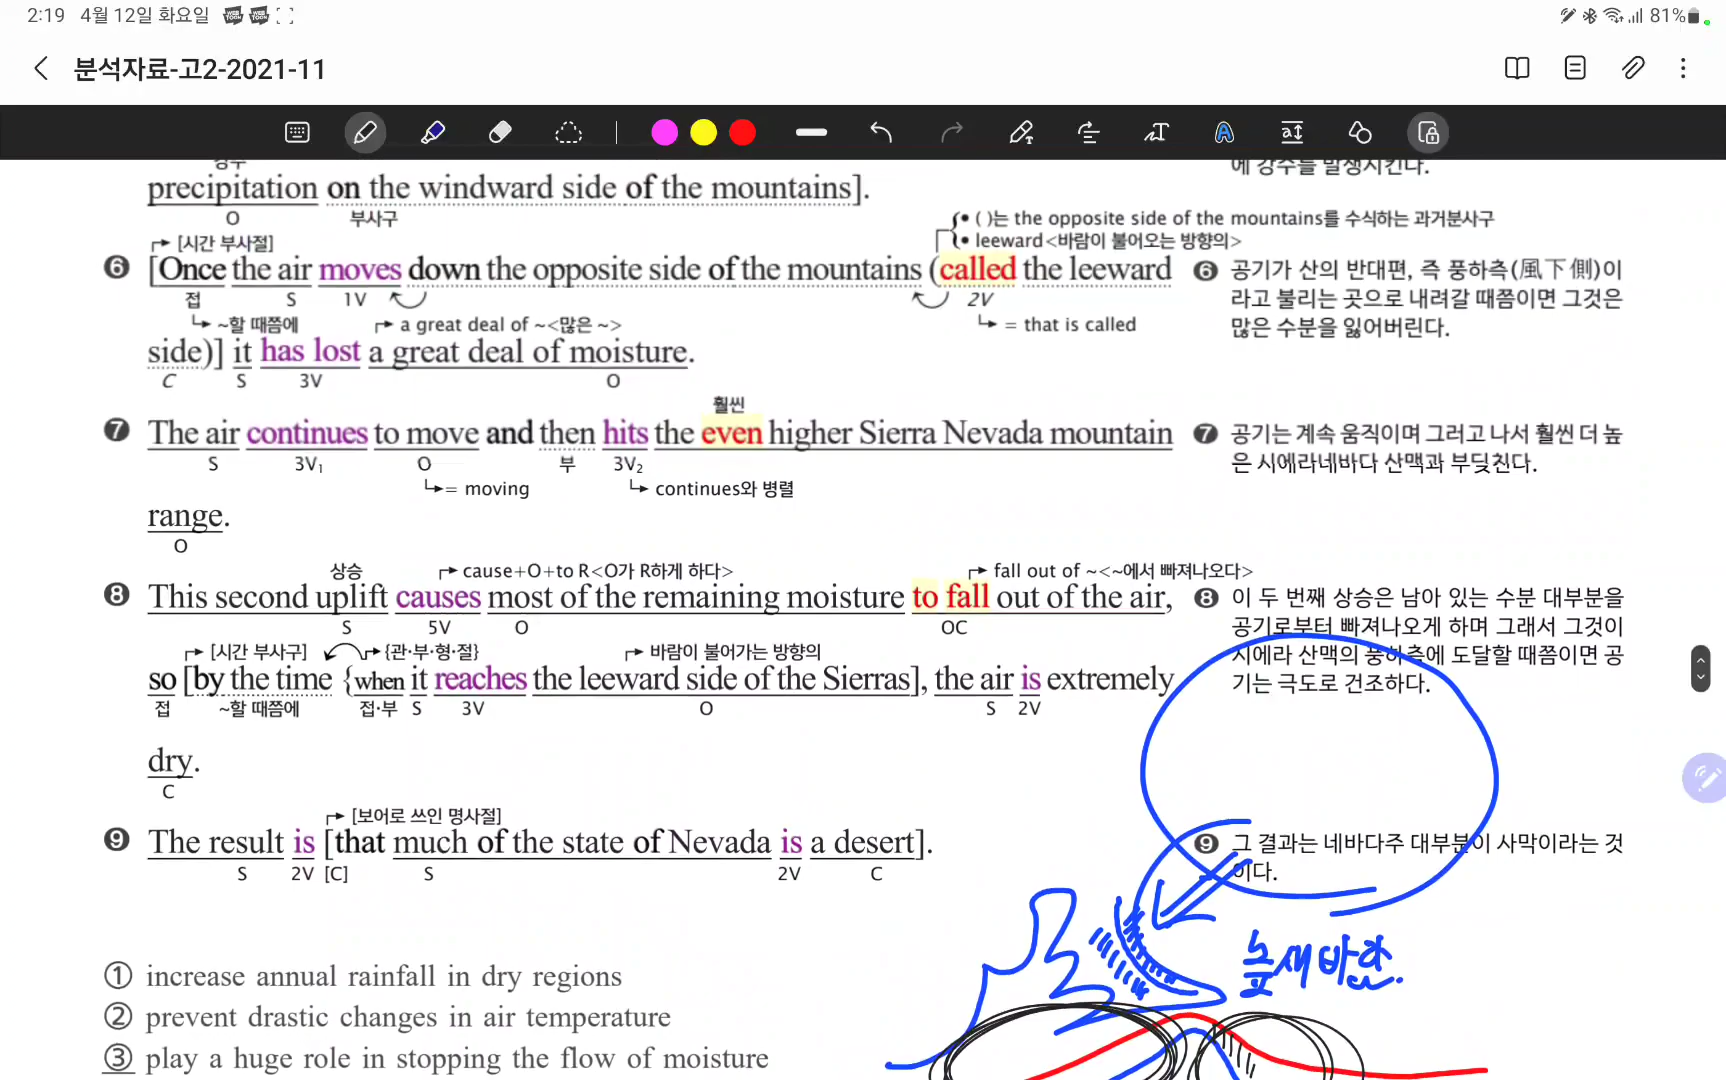 2:19 4월 12일 화요일 81%
분석자료-고2-2021-11
에 강수를 발생시킨다.
precipitation on the windward side of the mountains].
O 부사구
• ( )는 the opposite side of the mountains를 수식하는 과거분사구
[시간 부사절] • leeward <바람이 불어오는 방향의>
❻ [Once the air moves down the opposite side of the mountains (called the leeward
접 S 1V 2V
~할 때쯤에 a great deal of ~<많은 ~> = that is called
side)] it has lost a great deal of moisture.
C S 3V O
❻ 공기가 산의 반대편, 즉 풍하측(風下側)이
라고 불리는 곳으로 내려갈 때쯤이면 그것은
많은 수분을 잃어버린다.
훨씬
❼ The air continues to move and then hits the even higher Sierra Nevada mountain
S 3V₁ O 부 3V₂
= moving continues와 병렬
range.
O
❼ 공기는 계속 움직이며 그러고 나서 훨씬 더 높
은 시에라네바다 산맥과 부딪친다.
상승 cause+O+to R<O가 R하게 하다> fall out of ~<~에서 빠져나오다>
❽ This second uplift causes most of the remaining moisture to fall out of the air,
S 5V O OC
[시간 부사구] {관·부·형·절} 바람이 불어가는 방향의
so [by the time {when it reaches the leeward side of the Sierras], the air is extremely
접 ~할 때쯤에 접·부 S 3V O S 2V
dry.
C
❽ 이 두 번째 상승은 남아 있는 수분 대부분을
공기로부터 빠져나오게 하며 그래서 그것이
시에라 산맥의 풍하측에 도달할 때쯤이면 공
기는 극도로 건조하다.
[보어로 쓰인 명사절]
❾ The result is [that much of the state of Nevada is a desert].
S 2V [C] S 2V C
❾ 그 결과는 네바다주 대부분이 사막이라는 것
이다.
높새바람.
① increase annual rainfall in dry regions
② prevent drastic changes in air temperature
③ play a huge role in stopping the flow of moisture